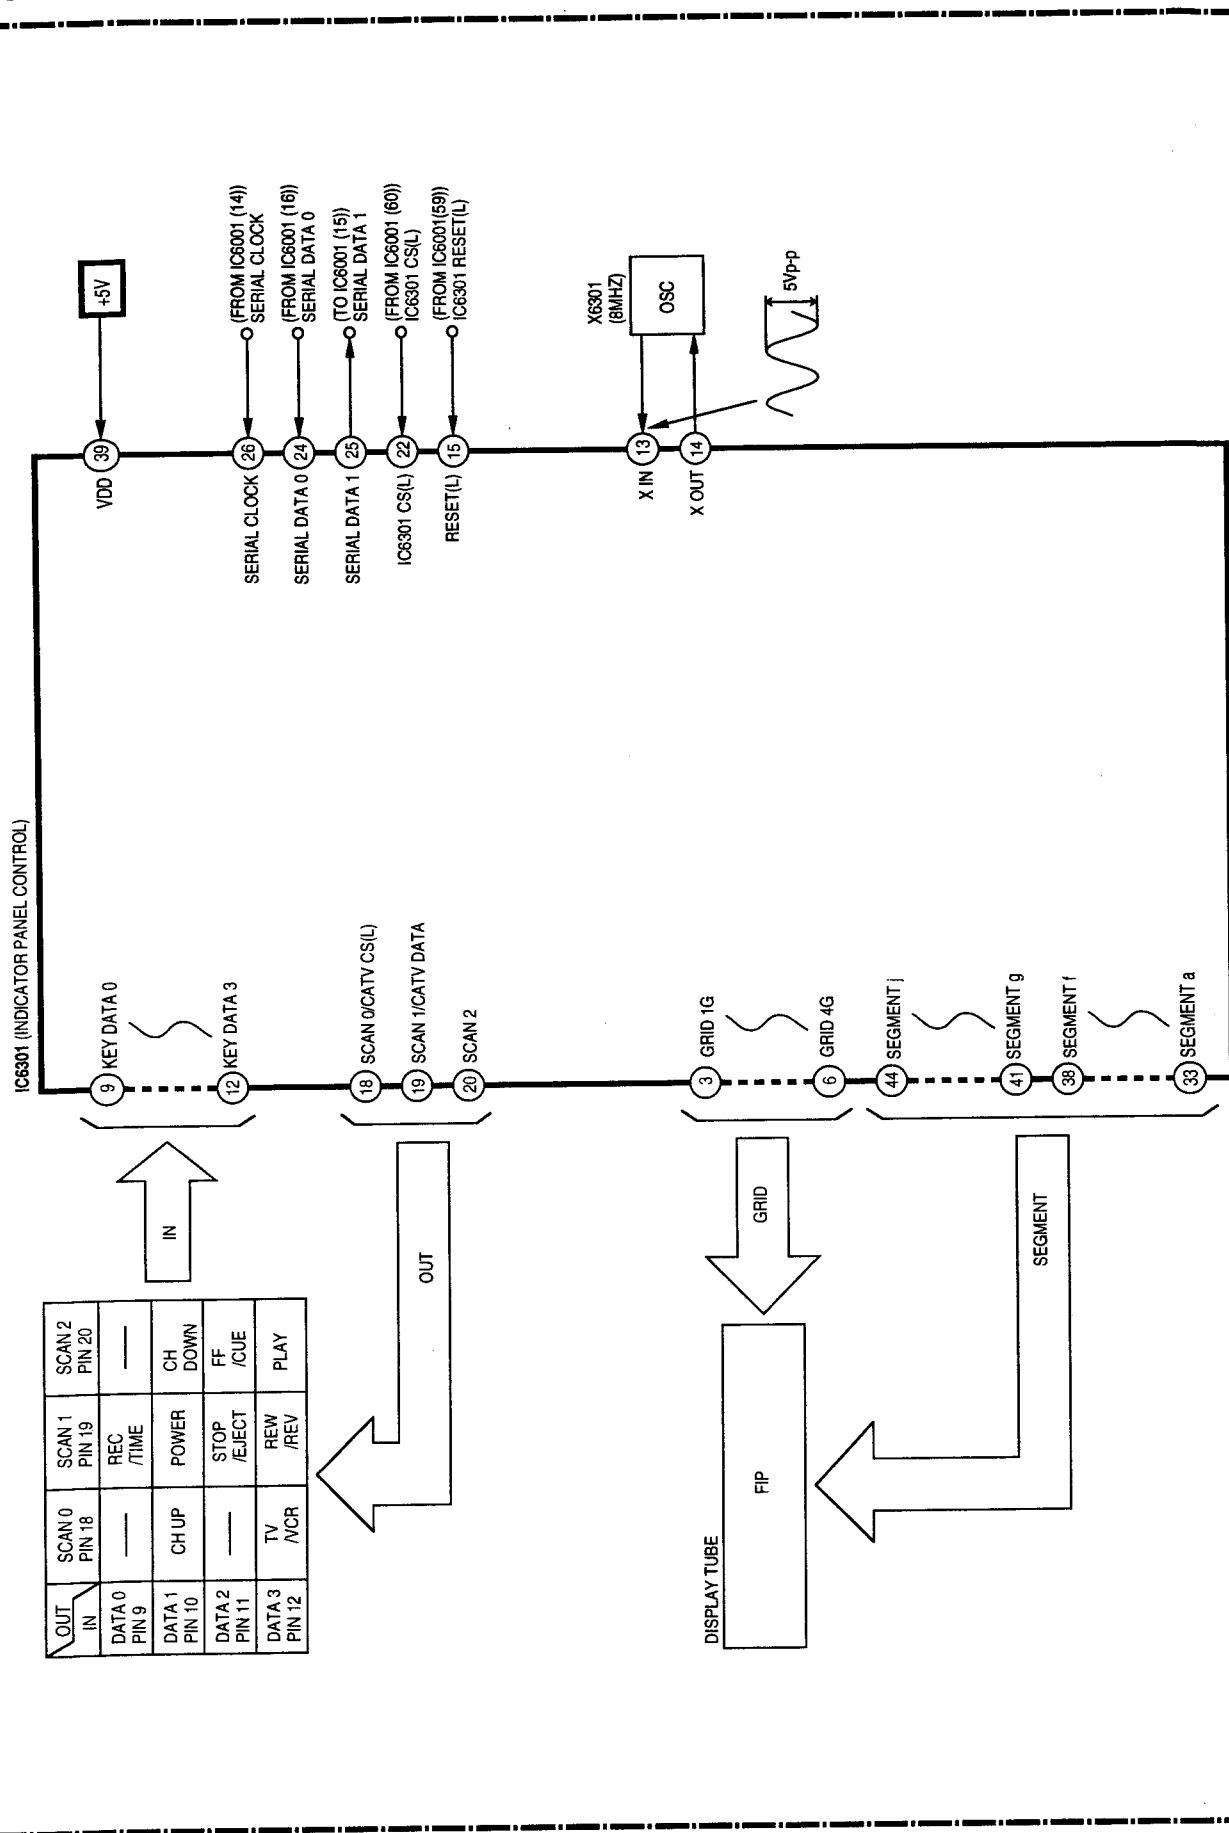 IC6301 (INDICATOR PANEL CONTROL)
OUT
IN
SCAN 0
PIN 18
SCAN 1
PIN 19
SCAN 2
PIN 20
DATA 0
PIN 9
——
REC
/TIME
——
DATA 1
PIN 10
CH UP
POWER
CH
DOWN
DATA 2
PIN 11
——
STOP
/EJECT
FF
/CUE
DATA 3
PIN 12
TV
/VCR
REW
/REV
PLAY
IN
OUT
9 KEY DATA 0
12 KEY DATA 3
18 SCAN 0/CATV CS(L)
19 SCAN 1/CATV DATA
20 SCAN 2
3 GRID 1G
6 GRID 4G
44 SEGMENT j
41 SEGMENT g
38 SEGMENT f
33 SEGMENT a
DISPLAY TUBE
FIP
GRID
SEGMENT
VDD 39
+5V
SERIAL CLOCK 26
(FROM IC6001 (14))
SERIAL CLOCK
SERIAL DATA 0 24
(FROM IC6001 (16))
SERIAL DATA 0
SERIAL DATA 1 25
(TO IC6001 (15))
SERIAL DATA 1
IC6301 CS(L) 22
(FROM IC6001 (60))
IC6301 CS(L)
RESET(L) 15
(FROM IC6001(59))
IC6301 RESET(L)
X IN 13
X OUT 14
X6301
(8MHZ)
OSC
5Vp-p